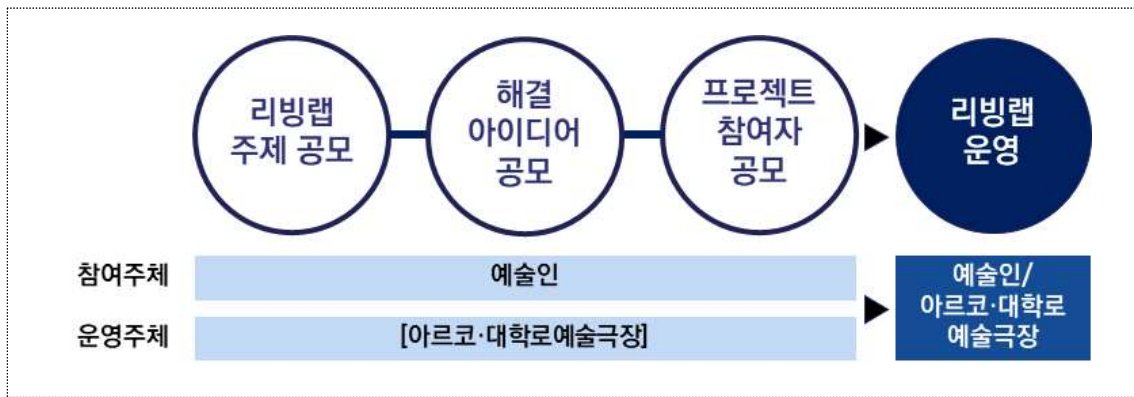 리빙랩
주제 공모
해결
아이디어
공모
프로젝트
참여자
공모
리빙랩
운영
참여주체
예술인
운영주체
[아르코·대학로예술극장]
예술인/
아르코·대학로
예술극장